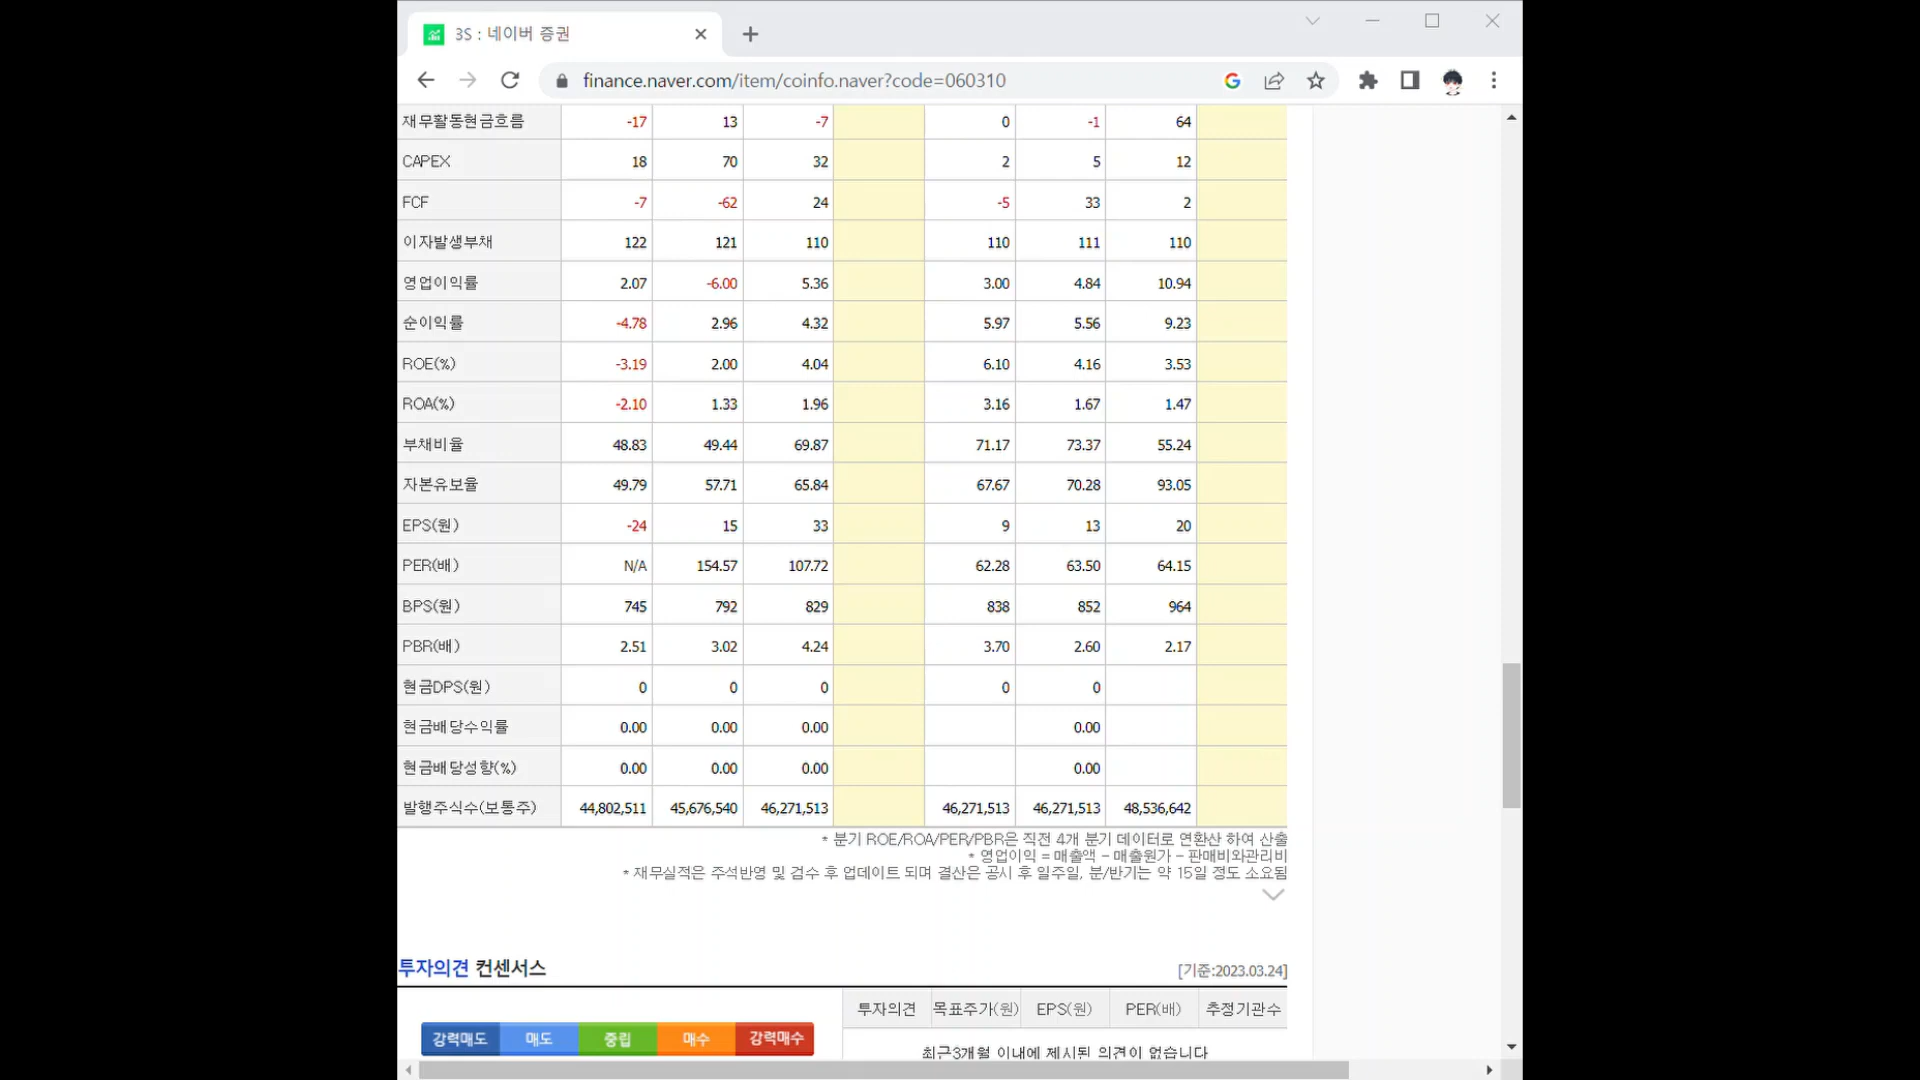 3S : 네이버 증권
finance.naver.com/item/coinfo.naver?code=060310
재무활동현금흐름 -17 13 -7 0 -1 64
CAPEX 18 70 32 2 5 12
FCF -7 -62 24 -5 33 2
이자발생부채 122 121 110 110 111 110
영업이익률 2.07 -6.00 5.36 3.00 4.84 10.94
순이익률 -4.78 2.96 4.32 5.97 5.56 9.23
ROE(%) -3.19 2.00 4.04 6.10 4.16 3.53
ROA(%) -2.10 1.33 1.96 3.16 1.67 1.47
부채비율 48.83 49.44 69.87 71.17 73.37 55.24
자본유보율 49.79 57.71 65.84 67.67 70.28 93.05
EPS(원) -24 15 33 9 13 20
PER(배) N/A 154.57 107.72 62.28 63.50 64.15
BPS(원) 745 792 829 838 852 964
PBR(배) 2.51 3.02 4.24 3.70 2.60 2.17
현금DPS(원) 0 0 0 0 0
현금배당수익률 0.00 0.00 0.00 0.00
현금배당성향(%) 0.00 0.00 0.00 0.00
발행주식수(보통주) 44,802,511 45,676,540 46,271,513 46,271,513 46,271,513 48,536,642
* 분기 ROE/ROA/PER/PBR은 직전 4개 분기 데이터로 연환산 하여 산출
* 영업이익 = 매출액 - 매출원가 - 판매비와관리비
* 재무실적은 주석반영 및 검수 후 업데이트 되며 결산은 공시 후 일주일, 분/반기는 약 15일 정도 소요됨
투자의견 컨센서스 [기준:2023.03.24]
투자의견 목표주가(원) EPS(원) PER(배) 추정기관수
강력매도 매도 중립 매수 강력매수
최근3개월 이내에 제시된 의견이 없습니다